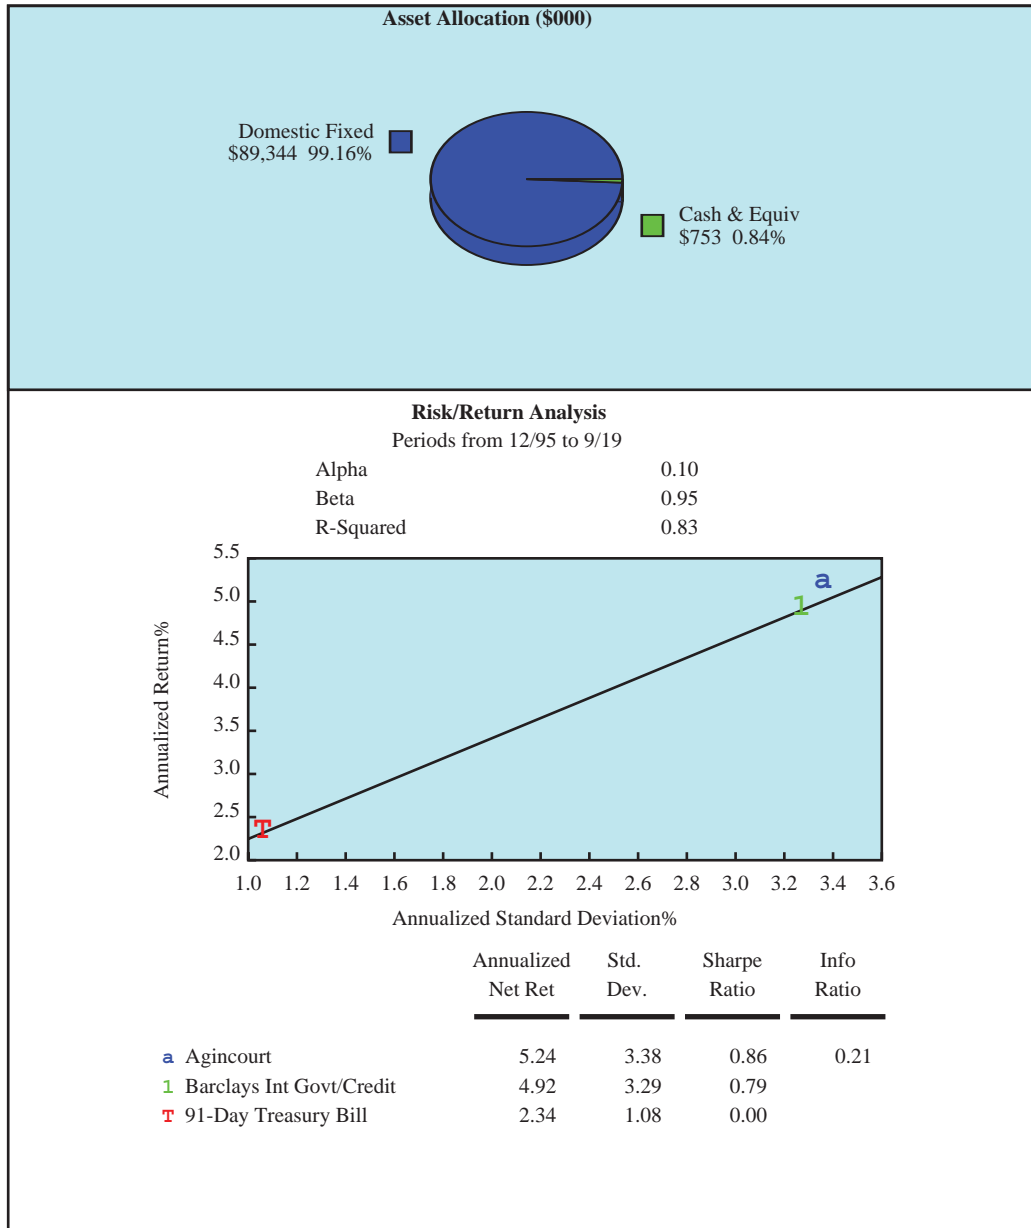 Asset Allocation ($000)
Domestic Fixed
$89,344 99.16%
Cash & Equiv
$753 0.84%
Risk/Return Analysis
Periods from 12/95 to 9/19
Alpha 0.10
Beta 0.95
R-Squared 0.83
5.5
5.0
4.5
4.0
3.5
3.0
2.5
2.0
Annualized Return%
a
1
T
1.0 1.2 1.4 1.6 1.8 2.0 2.2 2.4 2.6 2.8 3.0 3.2 3.4 3.6
Annualized Standard Deviation%
Annualized Std. Sharpe Info
Net Ret Dev. Ratio Ratio
a Agincourt 5.24 3.38 0.86 0.21
1 Barclays Int Govt/Credit 4.92 3.29 0.79
T 91-Day Treasury Bill 2.34 1.08 0.00